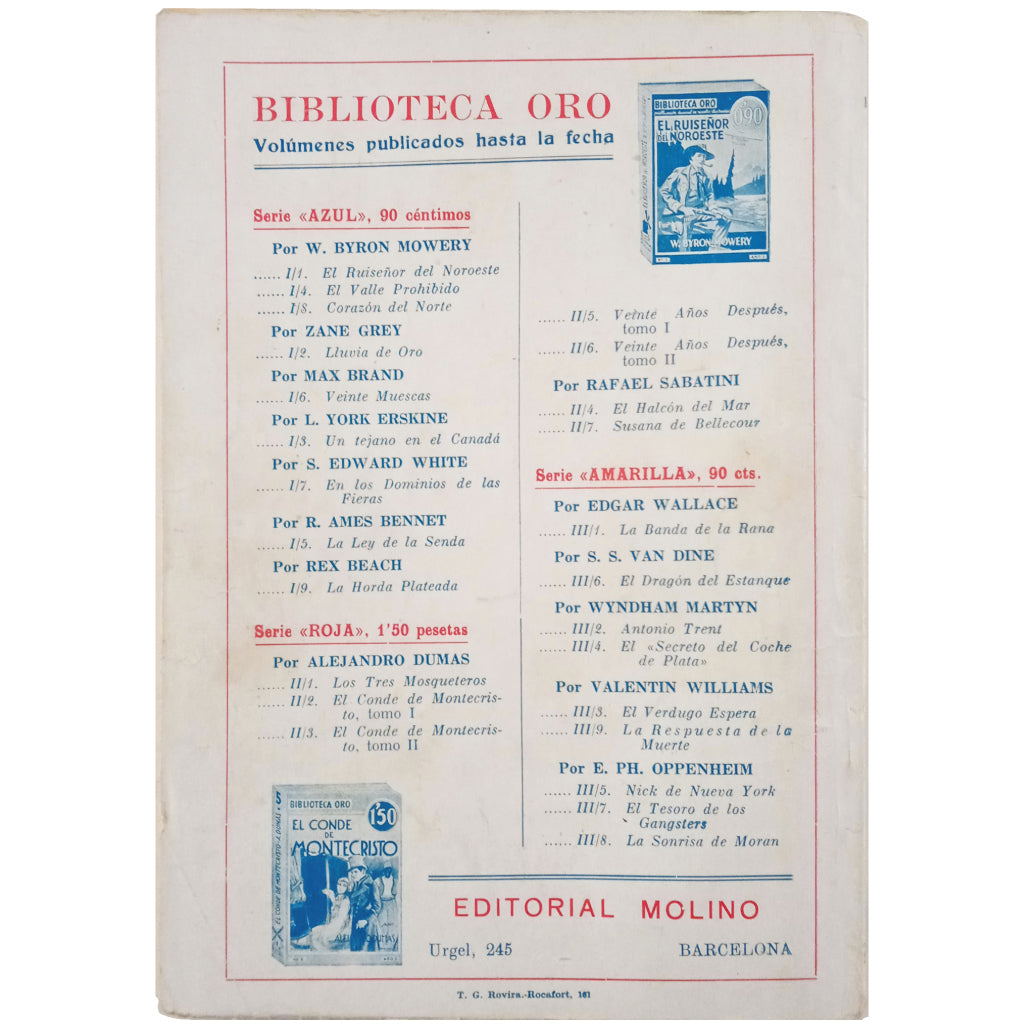 BIBLIOTECA ORO
Volúmenes publicados hasta la fecha
Serie «AZUL», 90 céntimos
Por W. BYRON MOWERY
...... I/1. El Ruiseñor del Noroeste
...... I/4. El Valle Prohibido
...... I/8. Corazón del Norte
Por ZANE GREY
...... I/2. Lluvia de Oro
Por MAX BRAND
...... I/6. Veinte Muescas
Por L. YORK ERSKINE
...... I/3. Un tejano en el Canadá
Por S. EDWARD WHITE
...... I/7. En los Dominios de las
Fieras
Por R. AMES BENNET
...... I/5. La Ley de la Senda
Por REX BEACH
...... I/9. La Horda Plateada
Serie «ROJA», 1'50 pesetas
Por ALEJANDRO DUMAS
...... II/1. Los Tres Mosqueteros
...... II/2. El Conde de Montecris-
to, tomo I
...... II/3. El Conde de Montecris-
to, tomo II
5
BIBLIOTECA ORO
1'50
EL CONDE
DE
MONTECRISTO
EL CONDE DE MONTECRISTO - A. DUMAS
BIBLIOTECA ORO
090
EL RUISEÑOR
DEL NOROESTE
W. BYRON MOWERY
...... II/5. Veinte Años Después,
tomo I
...... II/6. Veinte Años Después,
tomo II
Por RAFAEL SABATINI
...... II/4. El Halcón del Mar
...... II/7. Susana de Bellecour
Serie «AMARILLA», 90 cts.
Por EDGAR WALLACE
...... III/1. La Banda de la Rana
Por S. S. VAN DINE
...... III/6. El Dragón del Estanque
Por WYNDHAM MARTYN
...... III/2. Antonio Trent
...... III/4. El «Secreto del Coche
de Plata»
Por VALENTIN WILLIAMS
...... III/3. El Verdugo Espera
...... III/9. La Respuesta de la
Muerte
Por E. PH. OPPENHEIM
...... III/5. Nick de Nueva York
...... III/7. El Tesoro de los
Gangsters
...... III/8. La Sonrisa de Moran
EDITORIAL MOLINO
Urgel, 245 BARCELONA
T. G. Rovira.-Rocafort, 161